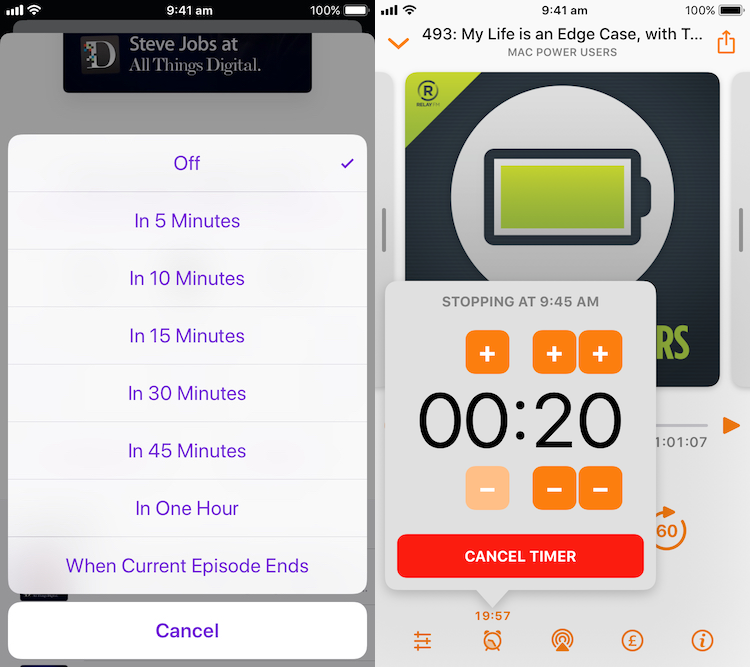 9:41 am
100%
Steve Jobs at
All Things Digital.
Off
In 5 Minutes
In 10 Minutes
In 15 Minutes
In 30 Minutes
In 45 Minutes
In One Hour
When Current Episode Ends
Cancel
9:41 am
100%
493: My Life is an Edge Case, with T...
MAC POWER USERS
R
RELAY FM
RS
STOPPING AT 9:45 AM
+ + +
00:20
− − −
1:01:07
60
CANCEL TIMER
19:57
£
i